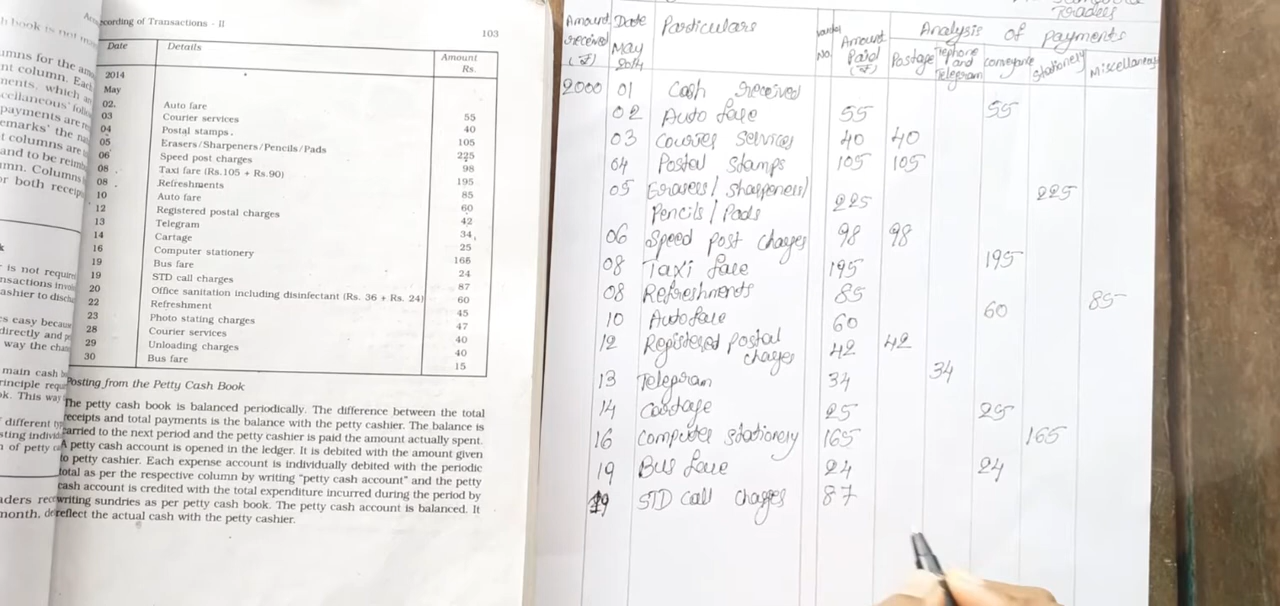 Recording of Transactions - II
103
Date Details Amount
Rs.
2014
May
02. Auto fare 55
03 Courier services 40
04 Postal stamps. 105
05 Erasers/Sharpeners/Pencils/Pads 225
06 Speed post charges 98
08 Taxi fare (Rs.105 + Rs.90) 195
08 Refreshments 85
10 Auto fare 60
12 Registered postal charges 42
13 Telegram 34
14 Cartage 25
16 Computer stationery 165
19 Bus fare 24
19 STD call charges 87
20 Office sanitation including disinfectant (Rs. 36 + Rs. 24) 60
22 Refreshment 45
23 Photo stating charges 47
28 Courier services 40
29 Unloading charges 40
30 Bus fare 15
Posting from the Petty Cash Book
The petty cash book is balanced periodically. The difference between the total
receipts and total payments is the balance with the petty cashier. The balance is
carried to the next period and the petty cashier is paid the amount actually spent.
A petty cash account is opened in the ledger. It is debited with the amount given
to petty cashier. Each expense account is individually debited with the periodic
total as per the respective column by writing "petty cash account" and the petty
cash account is credited with the total expenditure incurred during the period by
writing sundries as per petty cash book. The petty cash account is balanced. It
reflect the actual cash with the petty cashier.
Traders
Amount received (₹) Date May 2014 Particulars No. Amount Paid (₹) Analysis of payments
Postage Telephone and Telegram Conveyance Stationery Miscellaneous
2000 01 Cash received
02 Auto fare 55 55
03 Courier services 40 40
04 Postal stamps 105 105
05 Erasers/ Sharpeners/
Pencils/Pads 225 225
06 Speed post charges 98 98
08 Taxi fare 195 195
08 Refreshments 85 85
10 Auto fare 60 60
12 Registered postal
charges 42 42
13 Telegram 34 34
14 Cartage 25 25
16 Computer stationery 165 165
19 Bus fare 24 24
19 STD call charges 87